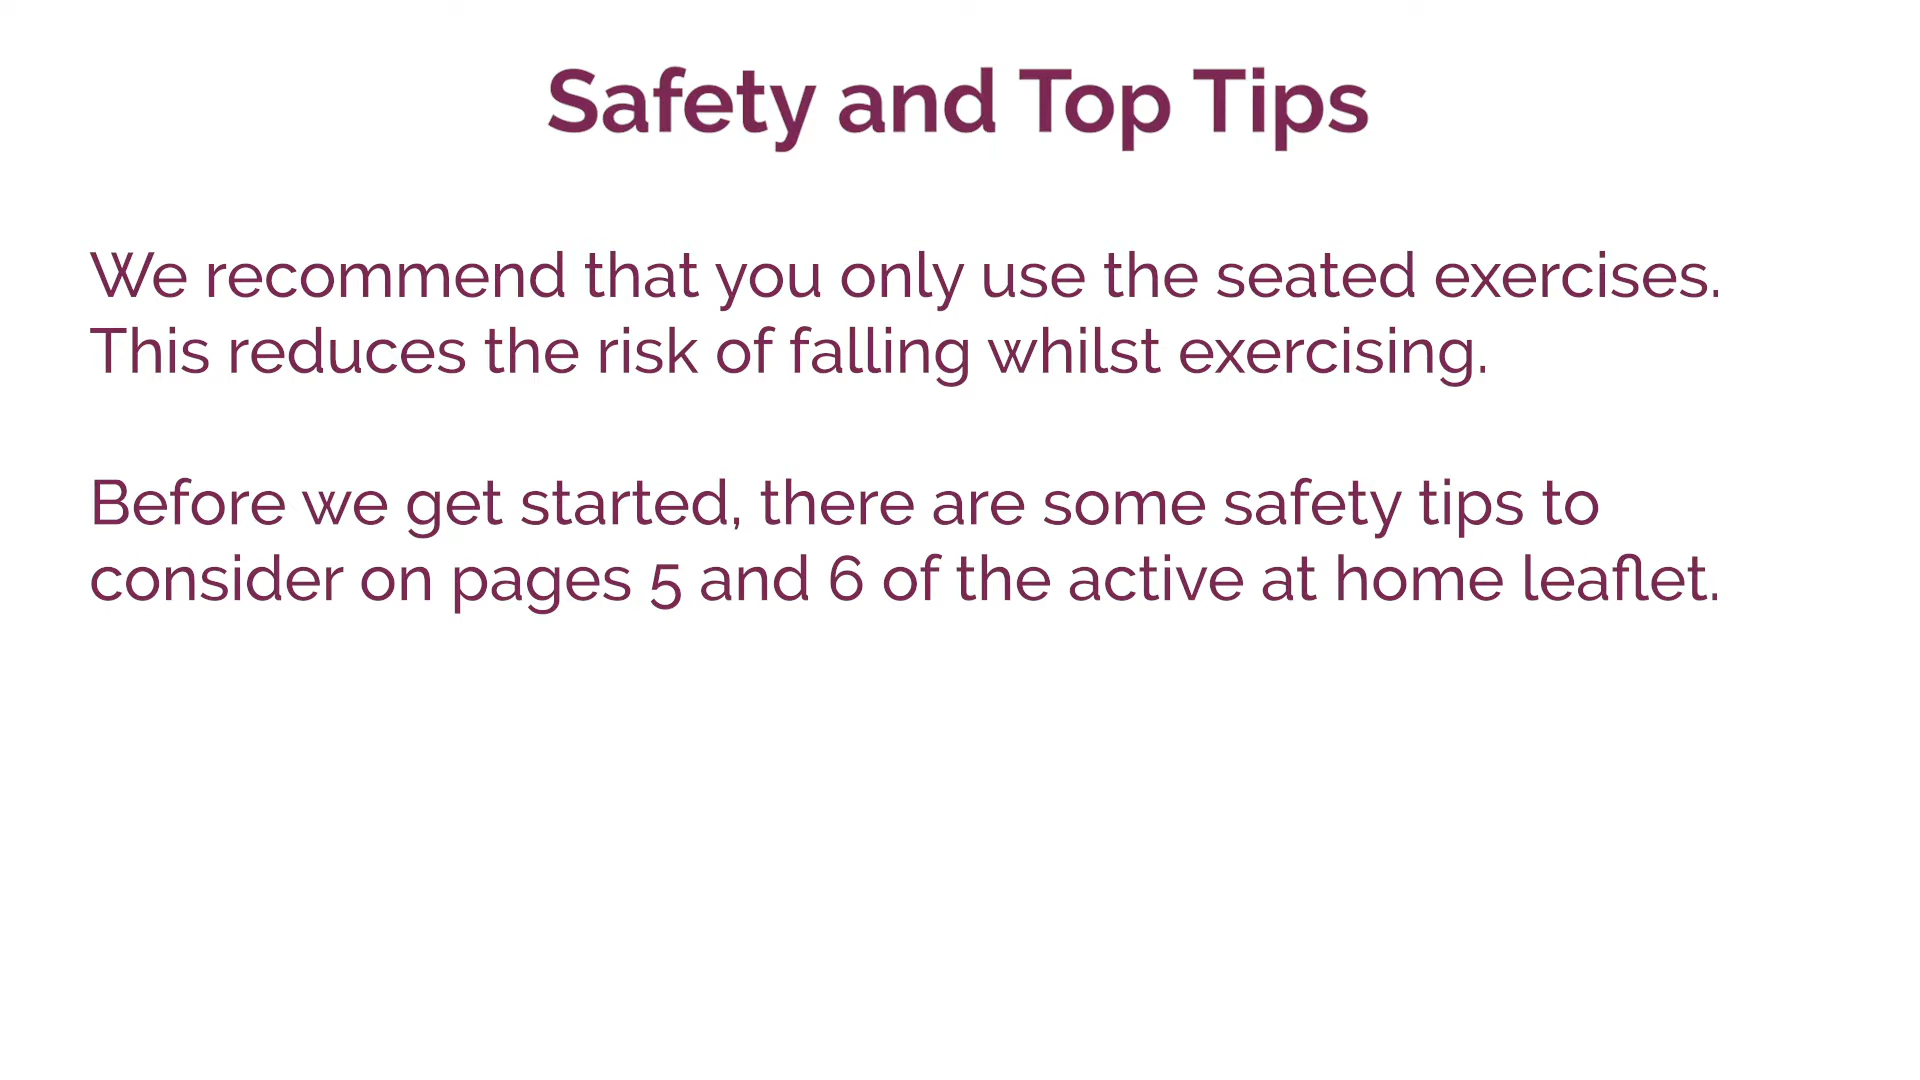 Safety and Top Tips
We recommend that you only use the seated exercises.
This reduces the risk of falling whilst exercising.
Before we get started, there are some safety tips to
consider on pages 5 and 6 of the active at home leaflet.